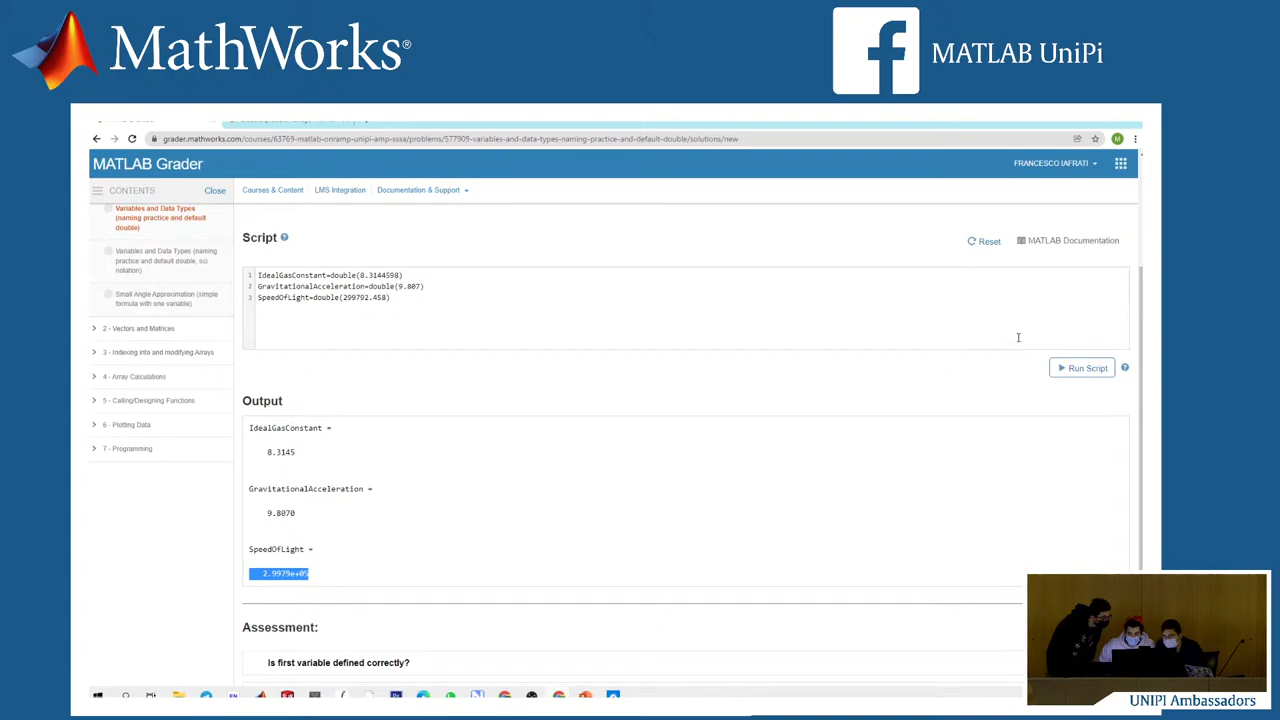 MathWorks®
MATLAB UniPi
grader.mathworks.com/courses/63769-matlab-onramp-unipi-amp-sssa/problems/577909-variables-and-data-types-naming-practice-and-default-double/solutions/new
MATLAB Grader
FRANCESCO IAFRATI
CONTENTS
Close
Courses & Content
LMS Integration
Documentation & Support
Variables and Data Types
(naming practice and default
double)
Variables and Data Types (naming
practice and default double, sci
notation)
Small Angle Approximation (simple
formula with one variable)
2 - Vectors and Matrices
3 - Indexing into and modifying Arrays
4 - Array Calculations
5 - Calling/Designing Functions
6 - Plotting Data
7 - Programming
Script
Reset
MATLAB Documentation
1 IdealGasConstant=double(8.3144598)
2 GravitationalAcceleration=double(9.807)
3 SpeedOfLight=double(299792.458)
Run Script
Output
IdealGasConstant =
8.3145
GravitationalAcceleration =
9.8070
SpeedOfLight =
2.9979e+05
Assessment:
Is first variable defined correctly?
UNIPI Ambassadors